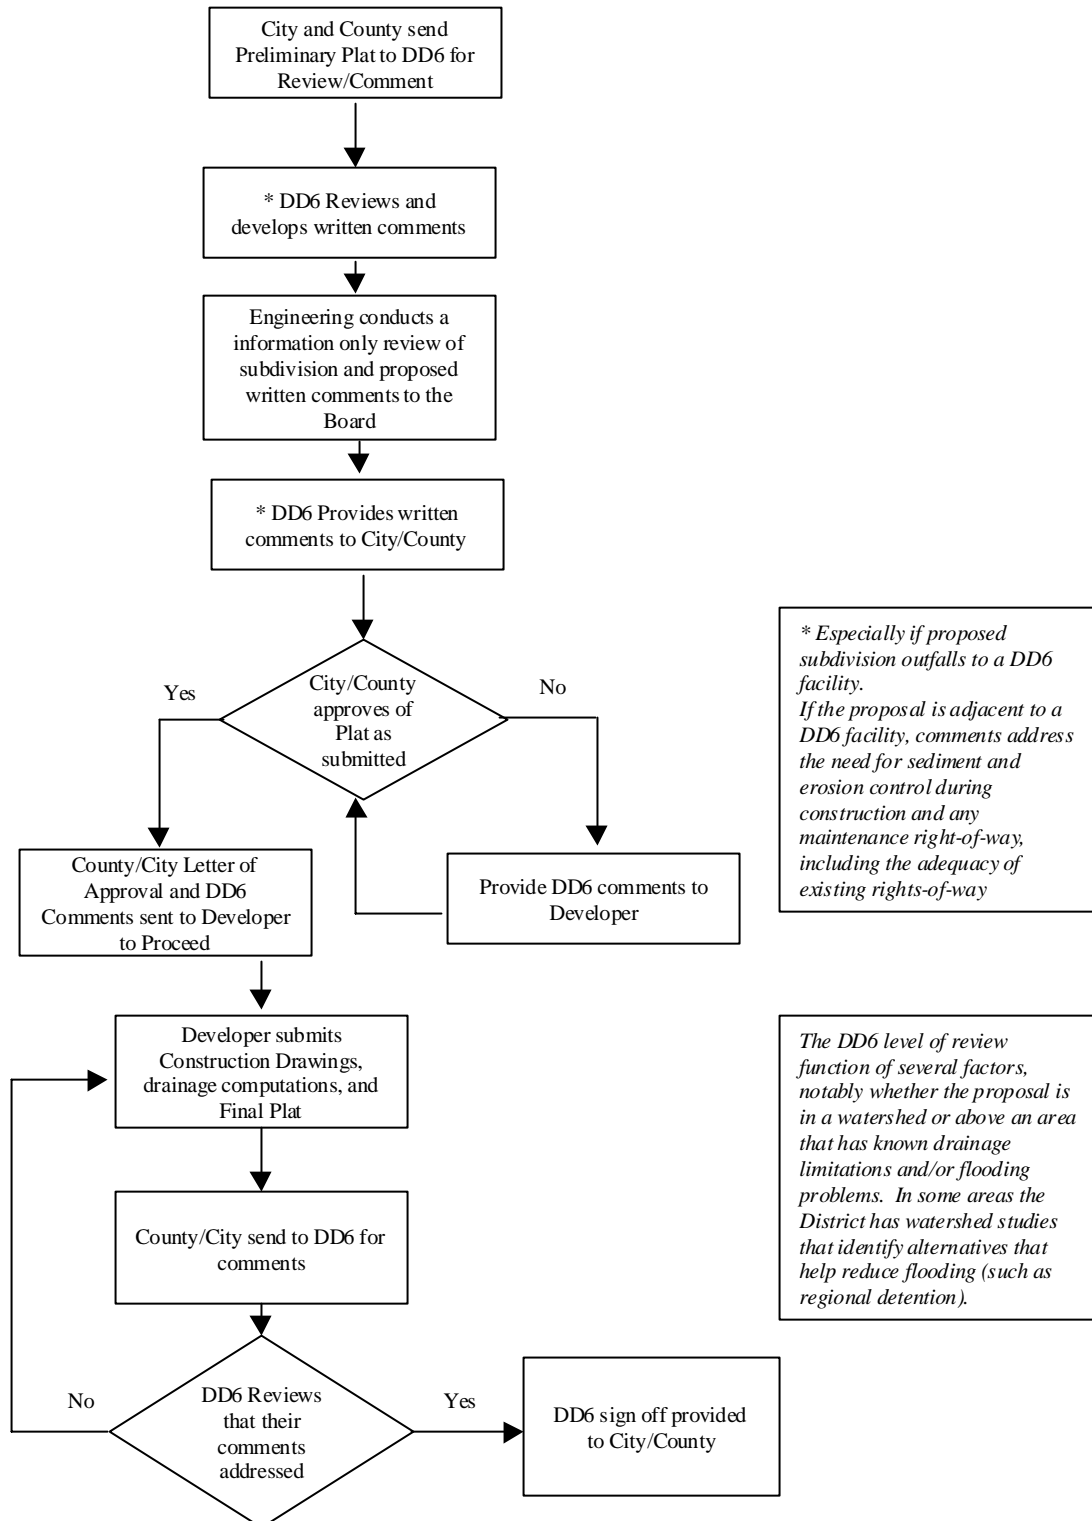 City and County send
Preliminary Plat to DD6 for
Review/Comment
* DD6 Reviews and
develops written comments
Engineering conducts a
information only review of
subdivision and proposed
written comments to the
Board
* DD6 Provides written
comments to City/County
City/County
approves of
Plat as
submitted
Yes
No
County/City Letter of
Approval and DD6
Comments sent to Developer
to Proceed
Provide DD6 comments to
Developer
* Especially if proposed
subdivision outfalls to a DD6
facility.
If the proposal is adjacent to a
DD6 facility, comments address
the need for sediment and
erosion control during
construction and any
maintenance right-of-way,
including the adequacy of
existing rights-of-way
Developer submits
Construction Drawings,
drainage computations, and
Final Plat
County/City send to DD6 for
comments
The DD6 level of review
function of several factors,
notably whether the proposal is
in a watershed or above an area
that has known drainage
limitations and/or flooding
problems.  In some areas the
District has watershed studies
that identify alternatives that
help reduce flooding (such as
regional detention).
No
DD6 Reviews
that their
comments
addressed
Yes
DD6 sign off provided
to City/County